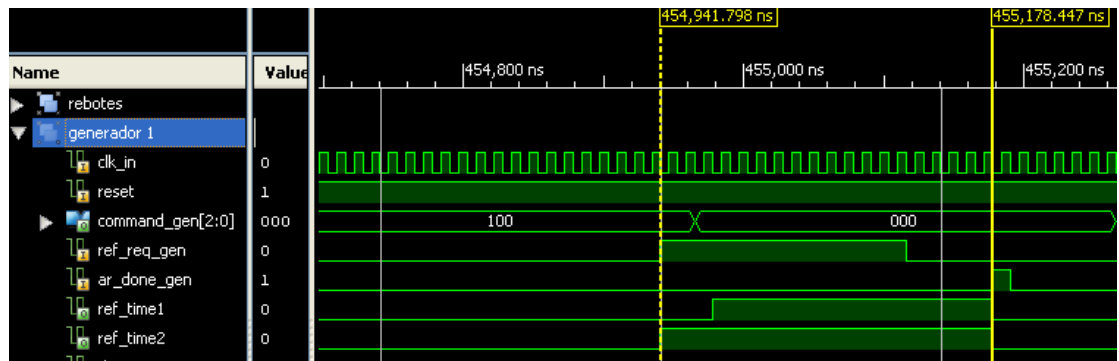 454,941.798 ns 455,178.447 ns
Name Value 454,800 ns 455,000 ns 455,200 ns
rebotes
generador 1
clk_in 0
reset 1
command_gen[2:0] 000 100 000
ref_req_gen 0
ar_done_gen 1
ref_time1 0
ref_time2 0